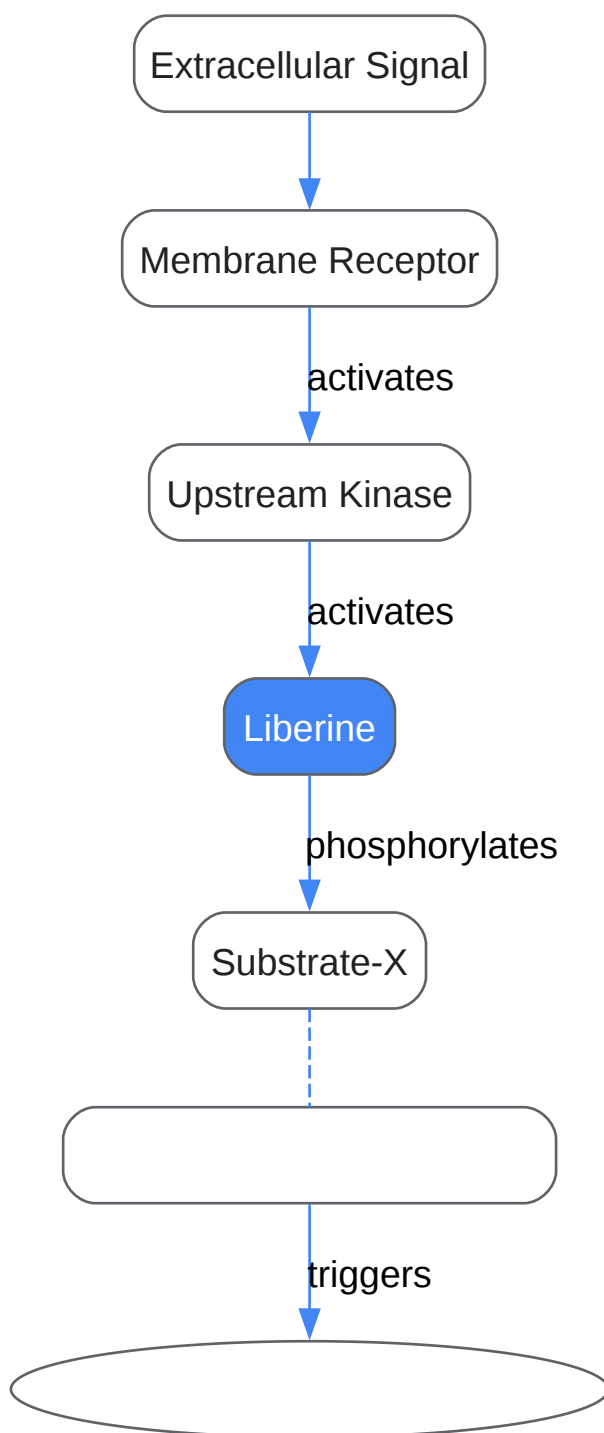 Extracellular Signal
Membrane Receptor
activates
Upstream Kinase
activates
Liberine
phosphorylates
Substrate-X
triggers